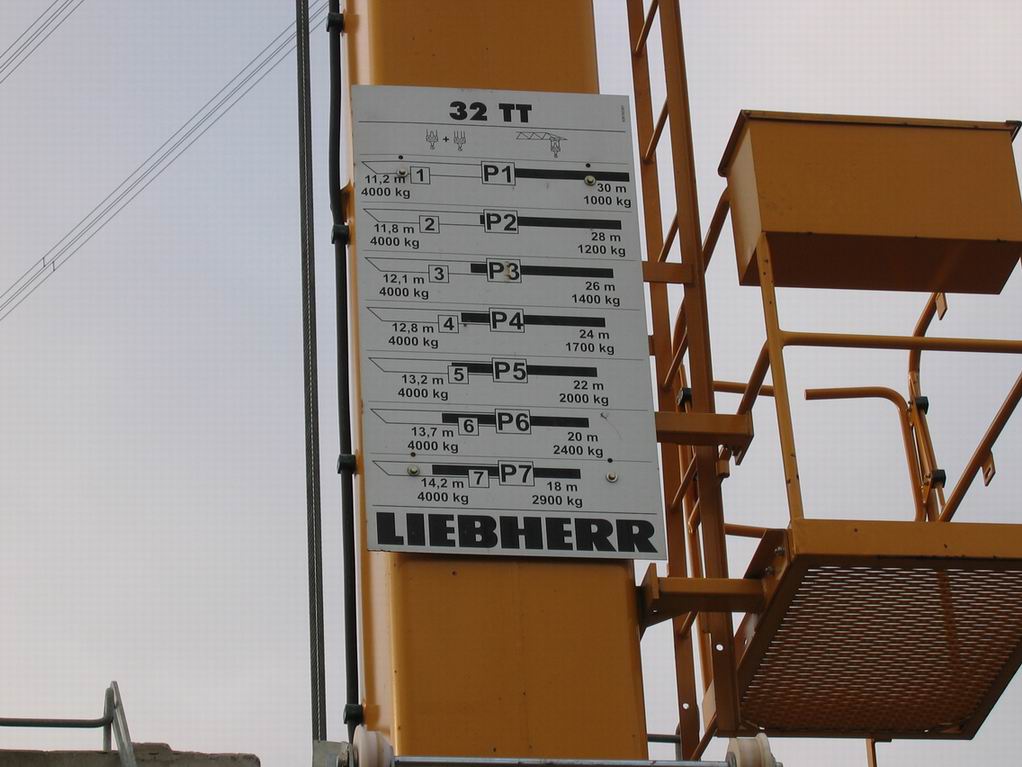 32 TT
+
1 P1
11,2 m 30 m
4000 kg 1000 kg
2 P2
11,8 m 28 m
4000 kg 1200 kg
3 P3
12,1 m 26 m
4000 kg 1400 kg
4 P4
12,8 m 24 m
4000 kg 1700 kg
5 P5
13,2 m 22 m
4000 kg 2000 kg
6 P6
13,7 m 20 m
4000 kg 2400 kg
7 P7
14,2 m 18 m
4000 kg 2900 kg
LIEBHERR